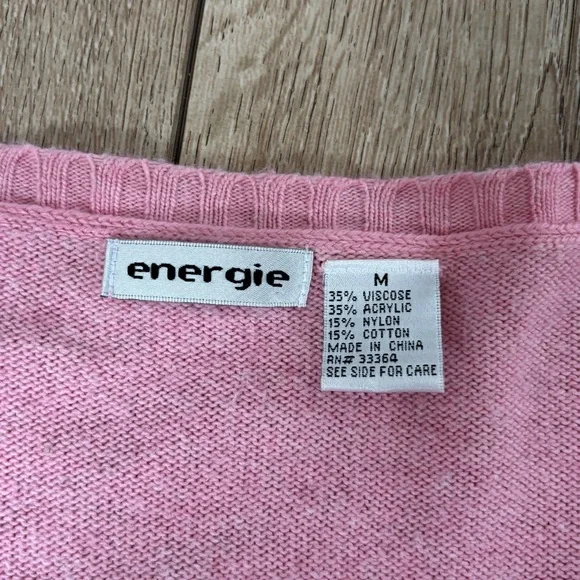 energie
M
35% VISCOSE
35% ACRYLIC
15% NYLON
15% COTTON
MADE IN CHINA
RN# 33364
SEE SIDE FOR CARE